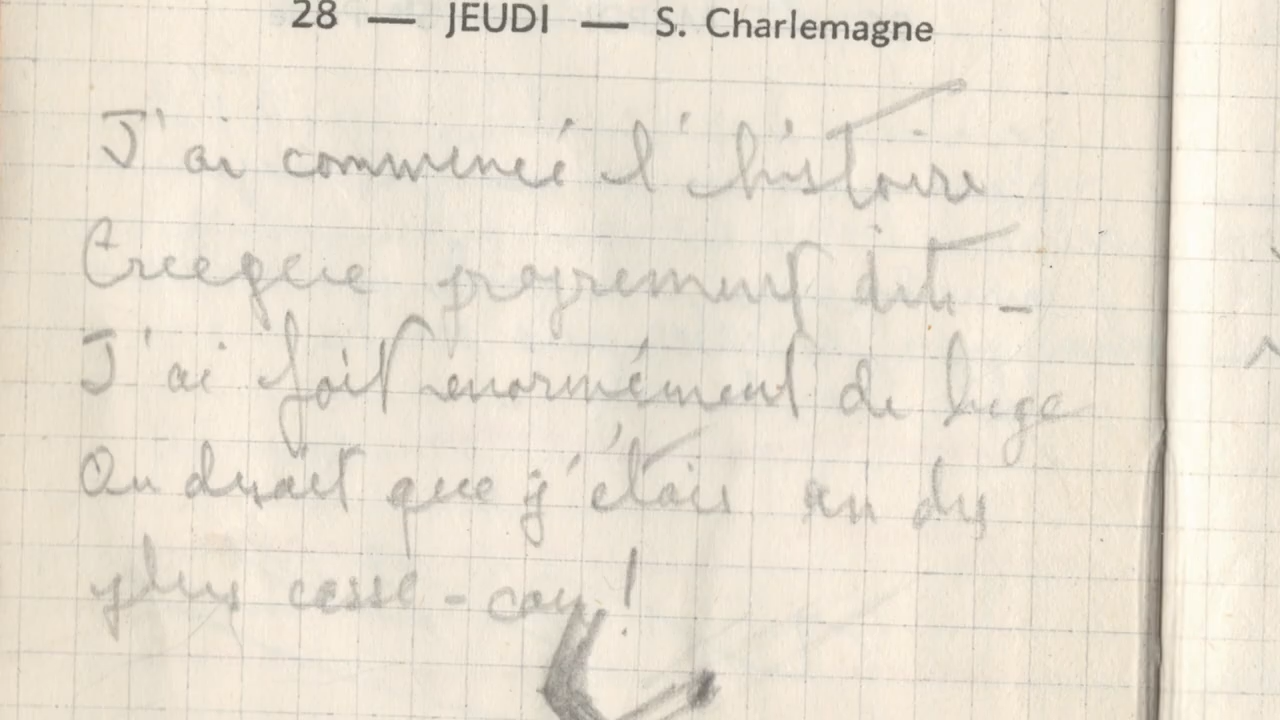 28 — JEUDI — S. Charlemagne
J'ai commencé l'histoire
Grecque proprement dite –
J'ai fait énormément de luge
On disait que j'étais un des
plus casse-cou !